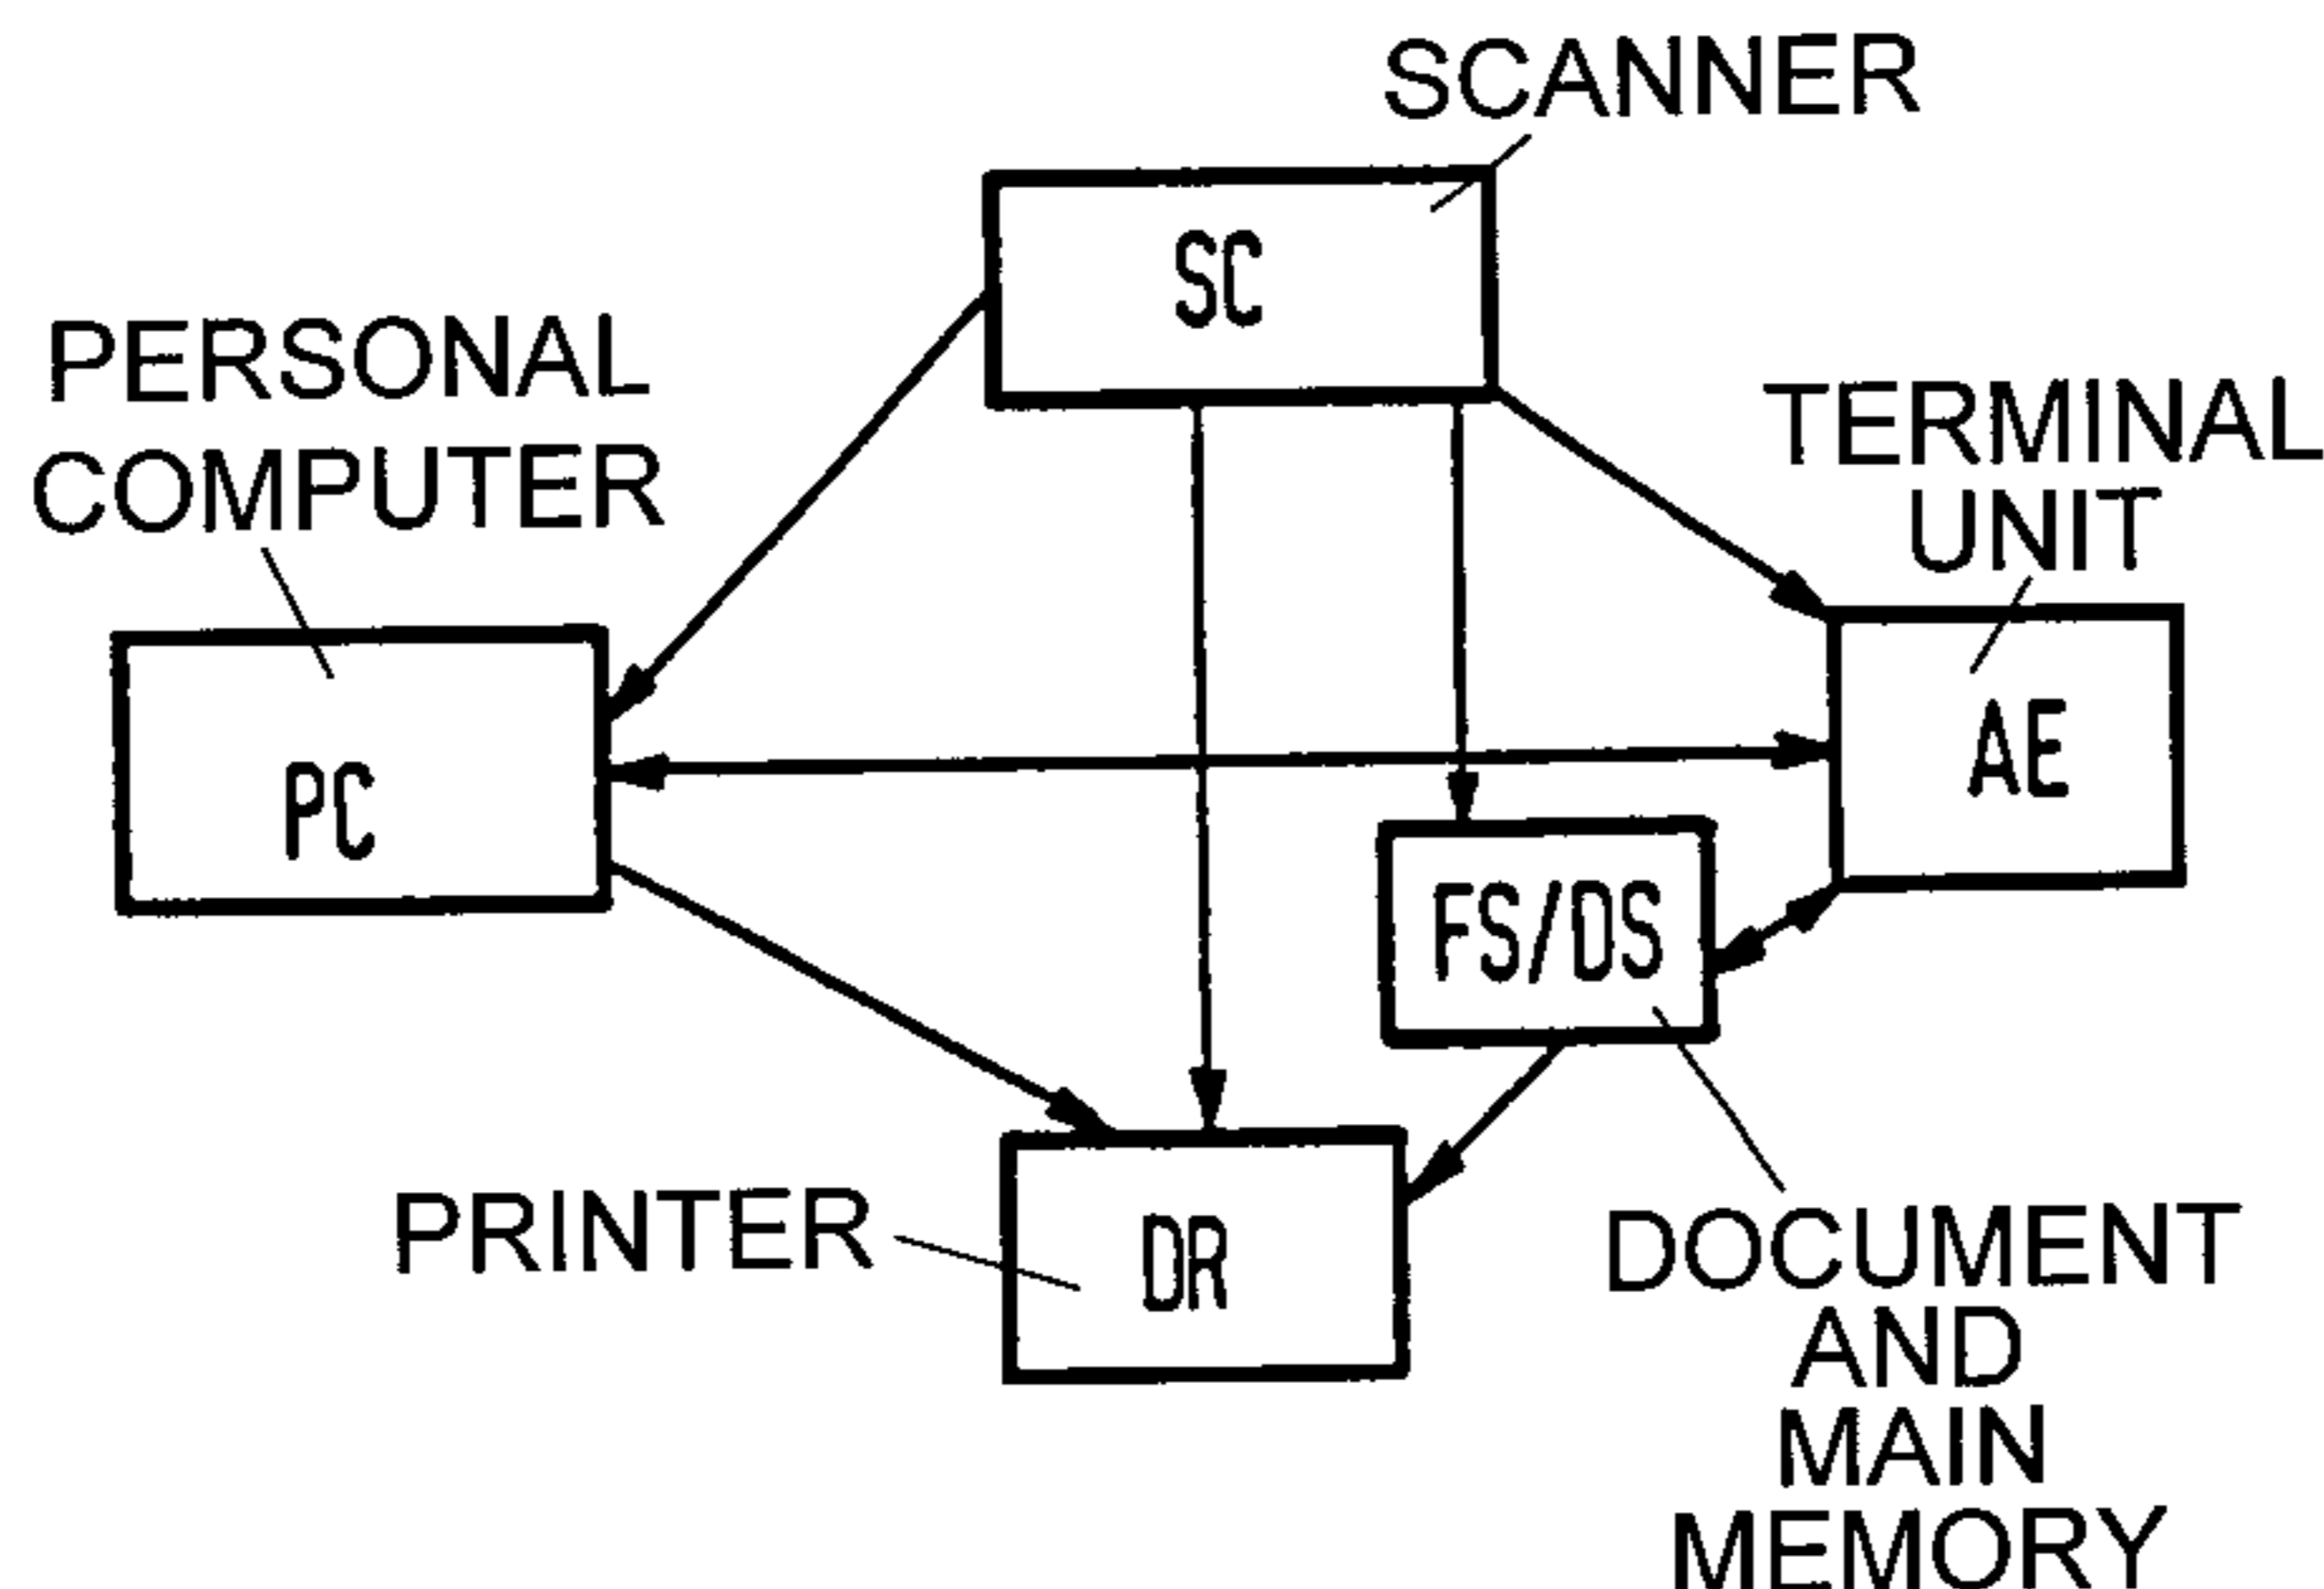 SCANNER
SC
PERSONAL
COMPUTER
TERMINAL
UNIT
PC
AE
FS/DS
PRINTER
DR
DOCUMENT
AND
MAIN
MEMORY